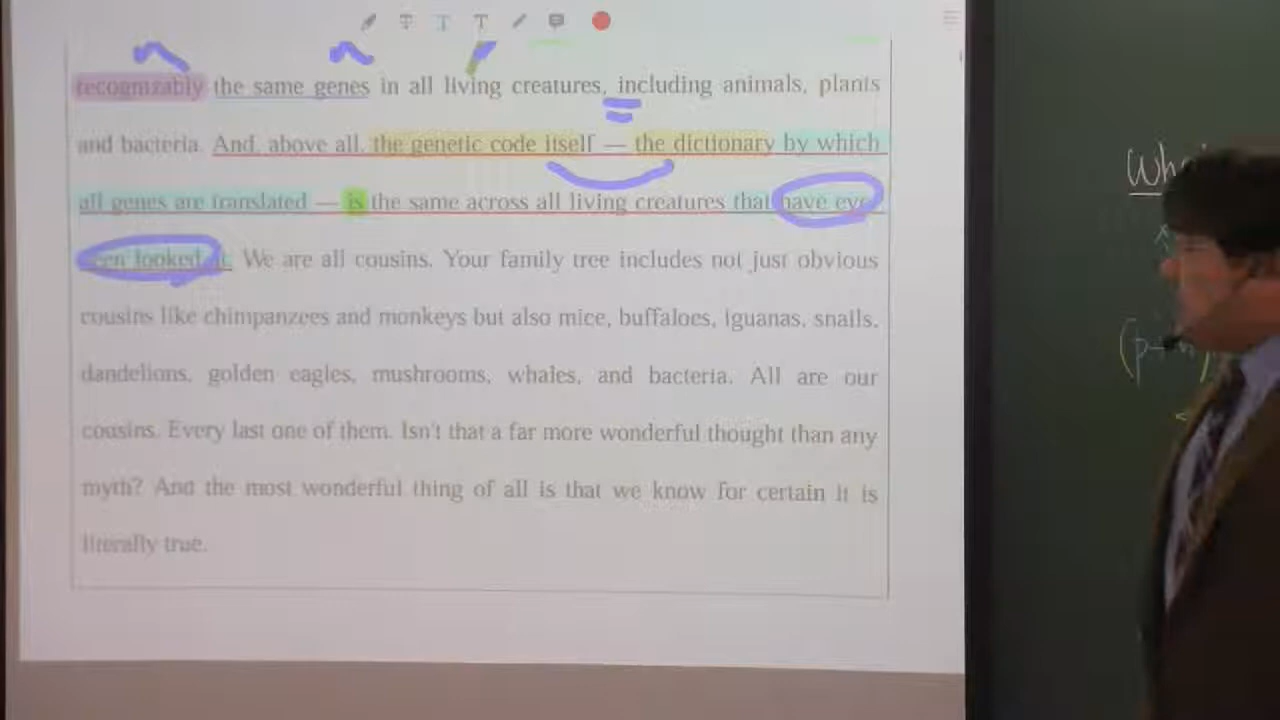 recognizably the same genes in all living creatures, including animals, plants
and bacteria. And, above all, the genetic code itself — the dictionary by which
all genes are translated — is the same across all living creatures that have
looked We are all cousins. Your family tree includes not just obvious
cousins like chimpanzees and monkeys but also mice, buffaloes, iguanas, snails,
dandelions, golden eagles, mushrooms, whales, and bacteria. All are our
cousins. Every last one of them. Isn't that a far more wonderful thought than any
myth? And the most wonderful thing of all is that we know for certain it is
literally true.